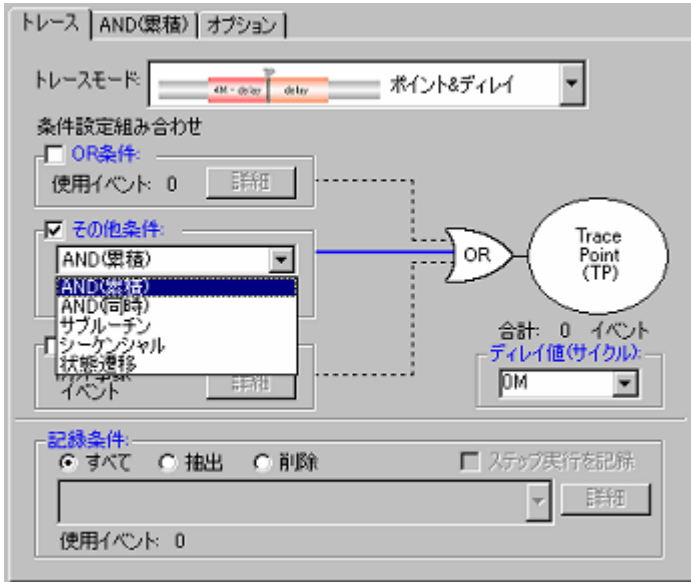 トレース AND(累積) オプション
トレースモード: 4M - delay TP delay ポイント&ディレイ
条件設定組み合わせ
OR条件:
使用イベント: 0 詳細
その他条件:
AND(累積)
AND(累積)
AND(同時)
サブルーチン
シーケンシャル
状態遷移
イベント 詳細
OR
Trace
Point
(TP)
合計: 0 イベント
ディレイ値(サイクル):
0M
記録条件:
すべて 抽出 削除 ステップ実行を記録
詳細
使用イベント: 0